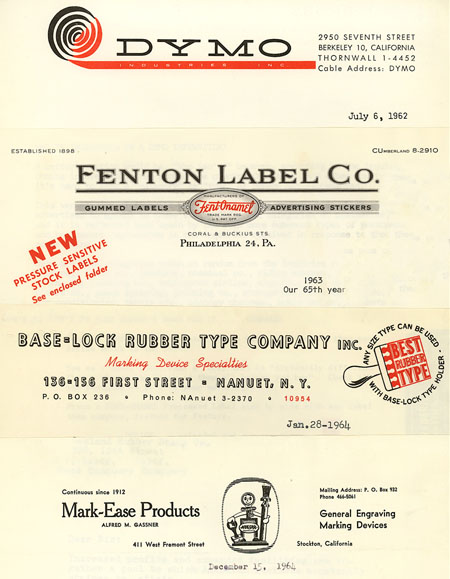 DYMO
INDUSTRIES INC.
2950 SEVENTH STREET
BERKELEY 10, CALIFORNIA
THORNWALL 1-4452
Cable Address: DYMO
July 6, 1962
ESTABLISHED 1898
CUMBERLAND 8-2910
FENTON LABEL CO.
MANUFACTURERS OF
GUMMED LABELS
FentOnamel
ADVERTISING STICKERS
TRADE MARK REG.
U.S. PAT. OFF.
CORAL & BUCKIUS STS.
PHILADELPHIA 24, PA.
NEW
PRESSURE SENSITIVE
STOCK LABELS
See enclosed folder
1963
Our 65th year
BASE=LOCK RUBBER TYPE COMPANY INC.
Marking Device Specialties
136-136 FIRST STREET * NANUET, N. Y.
P. O. BOX 236 • Phone: NAnuet 3-2370 • 10954
ANY SIZE TYPE CAN BE USED -
BEST
RUBBER
TYPE
WITH BASE-LOCK TYPE HOLDER -
Jan.28-1964
Continuous since 1912
Mark-Ease Products
ALFRED M. GASSNER
411 West Fremont Street
Mailing Address: P. O. Box 932
Phone 466-8061
General Engraving
Marking Devices
Stockton, California
December 15, 1964